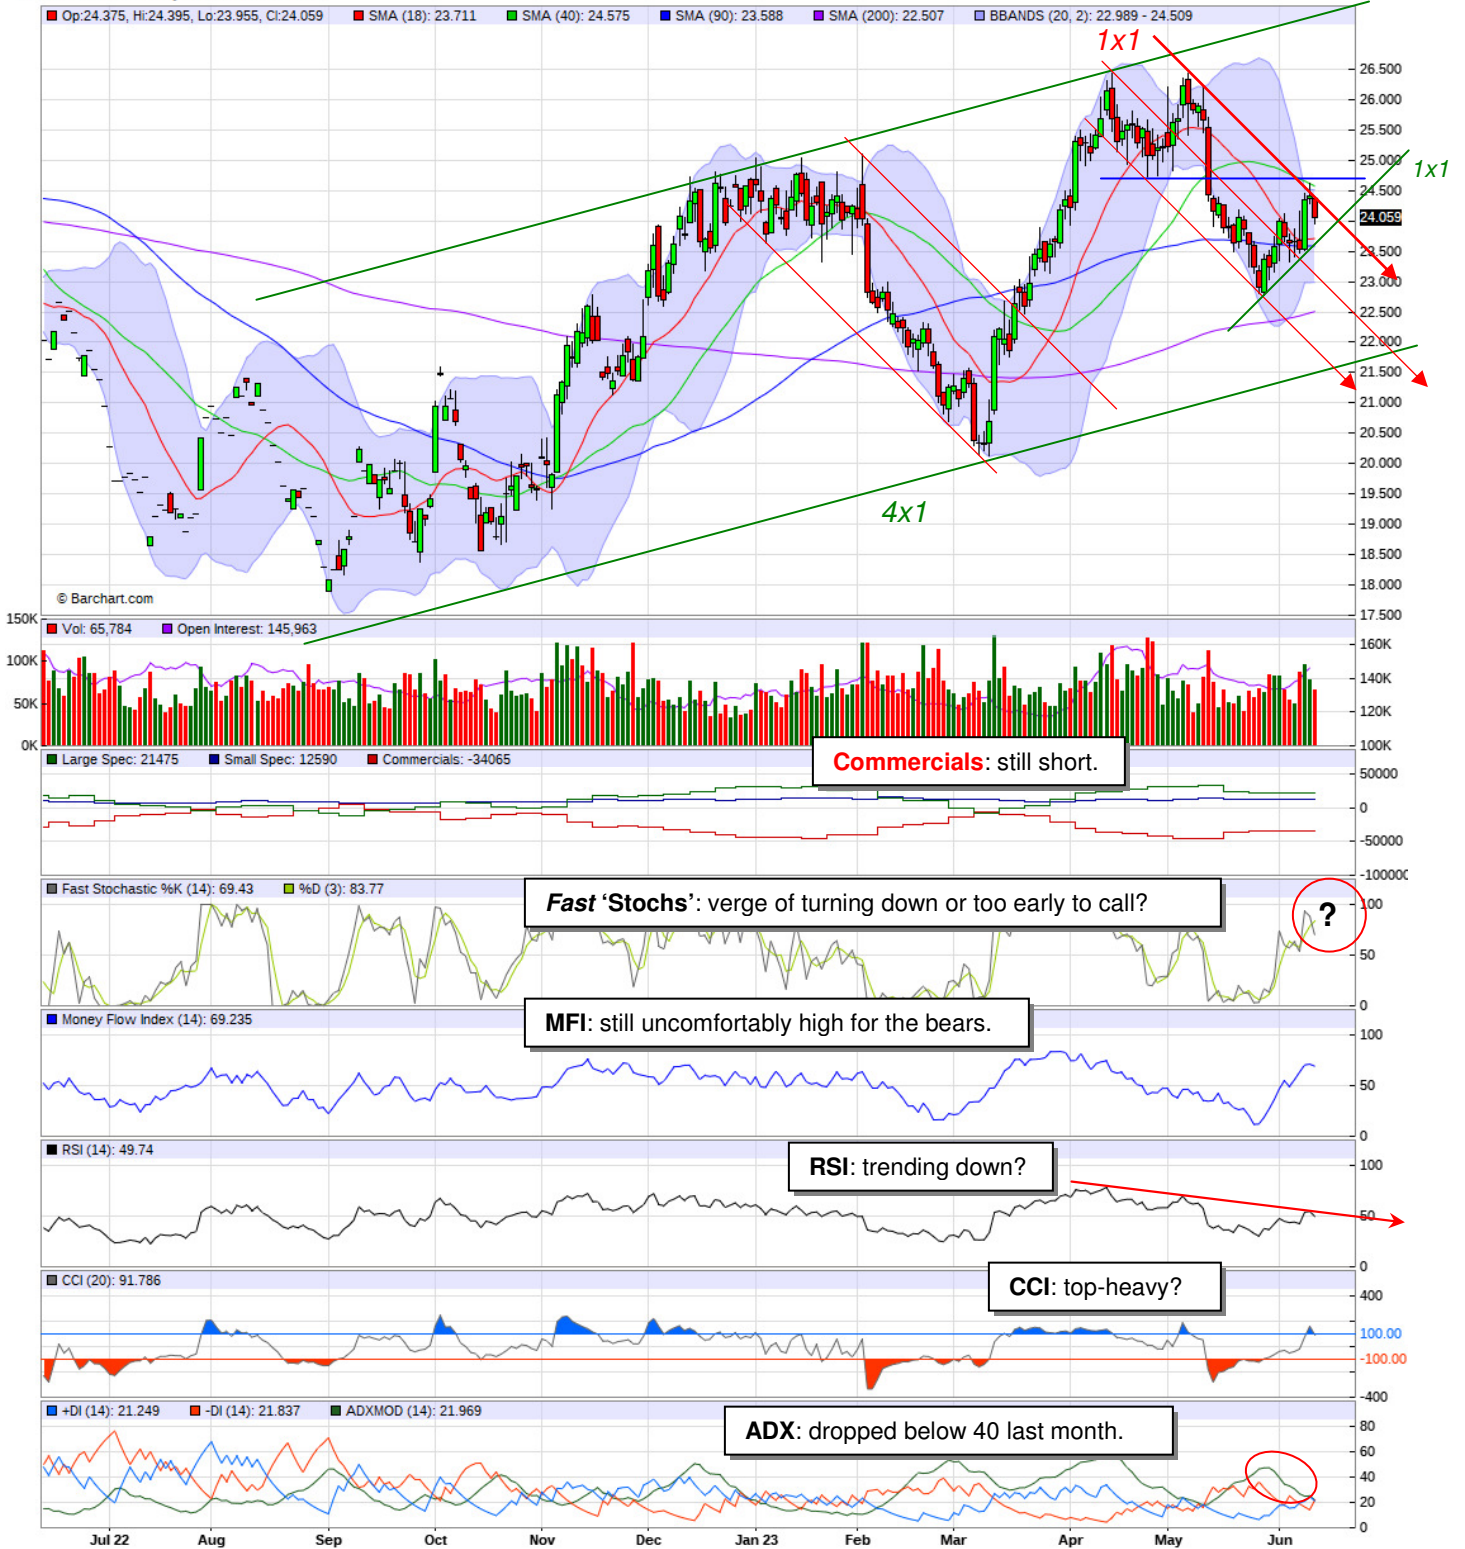 Op:24.375, Hi:24.395, Lo:23.955, Cl:24.059 SMA (18): 23.711 SMA (40): 24.575 SMA (90): 23.588 SMA (200): 22.507 BBANDS (20, 2): 22.989 - 24.509
1x1
26.500
26.000
25.500
25.000
1x1
24.500
24.059
23.500
23.000
22.500
22.000
21.500
21.000
20.500
20.000
19.500
4x1
19.000
18.500
18.000
© Barchart.com
17.500
150K
Vol: 65,784 Open Interest: 145,963
160K
100K
140K
50K
120K
0K
100K
Large Spec: 21475 Small Spec: 12590 Commercials: -34065
Commercials: still short.
50000
0
-50000
-100000
Fast Stochastic %K (14): 69.43 %D (3): 83.77
Fast ‘Stochs’: verge of turning down or too early to call?
100
?
50
0
Money Flow Index (14): 69.235
MFI: still uncomfortably high for the bears.
100
50
0
RSI (14): 49.74
RSI: trending down?
100
50
0
CCI (20): 91.786
CCI: top-heavy?
400
100.00
-100.00
-400
+DI (14): 21.249 -DI (14): 21.837 ADXMOD (14): 21.969
ADX: dropped below 40 last month.
80
60
40
20
0
Jul 22 Aug Sep Oct Nov Dec Jan 23 Feb Mar Apr May Jun